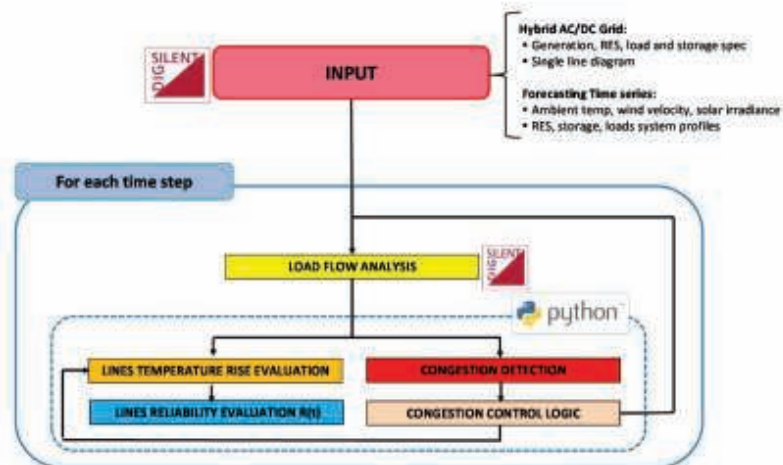 Hybrid AC/DC Grid:
▪ Generation, RES, load and storage spec
▪ Single line diagram
Forecasting Time series:
▪ Ambient temp, wind velocity, solar irradiance
▪ RES, storage, loads system profiles
DIG
SILENT
INPUT
For each time step
LOAD FLOW ANALYSIS
DIG
SILENT
python™
LINES TEMPERATURE RISE EVALUATION
CONGESTION DETECTION
LINES RELIABILITY EVALUATION R(t)
CONGESTION CONTROL LOGIC